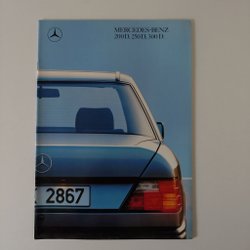 MERCEDES-BENZ
200 D, 250 D, 300 D
2867